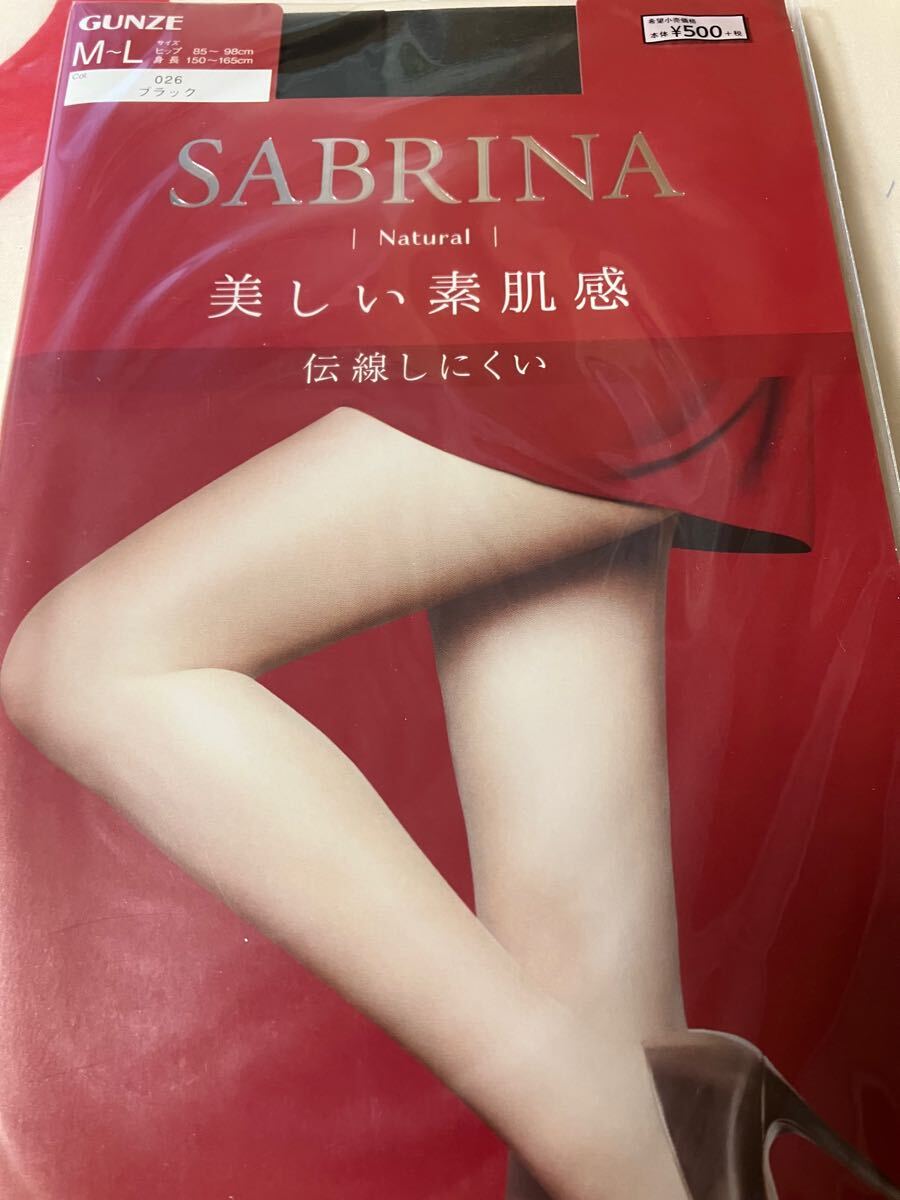 GUNZE
M~L
サイズ
ヒップ 85~98cm
身長 150~165cm
Col.
026
ブラック
希望小売価格
本体 ¥500+税
SABRINA
| Natural |
美しい素肌感
伝線しにくい